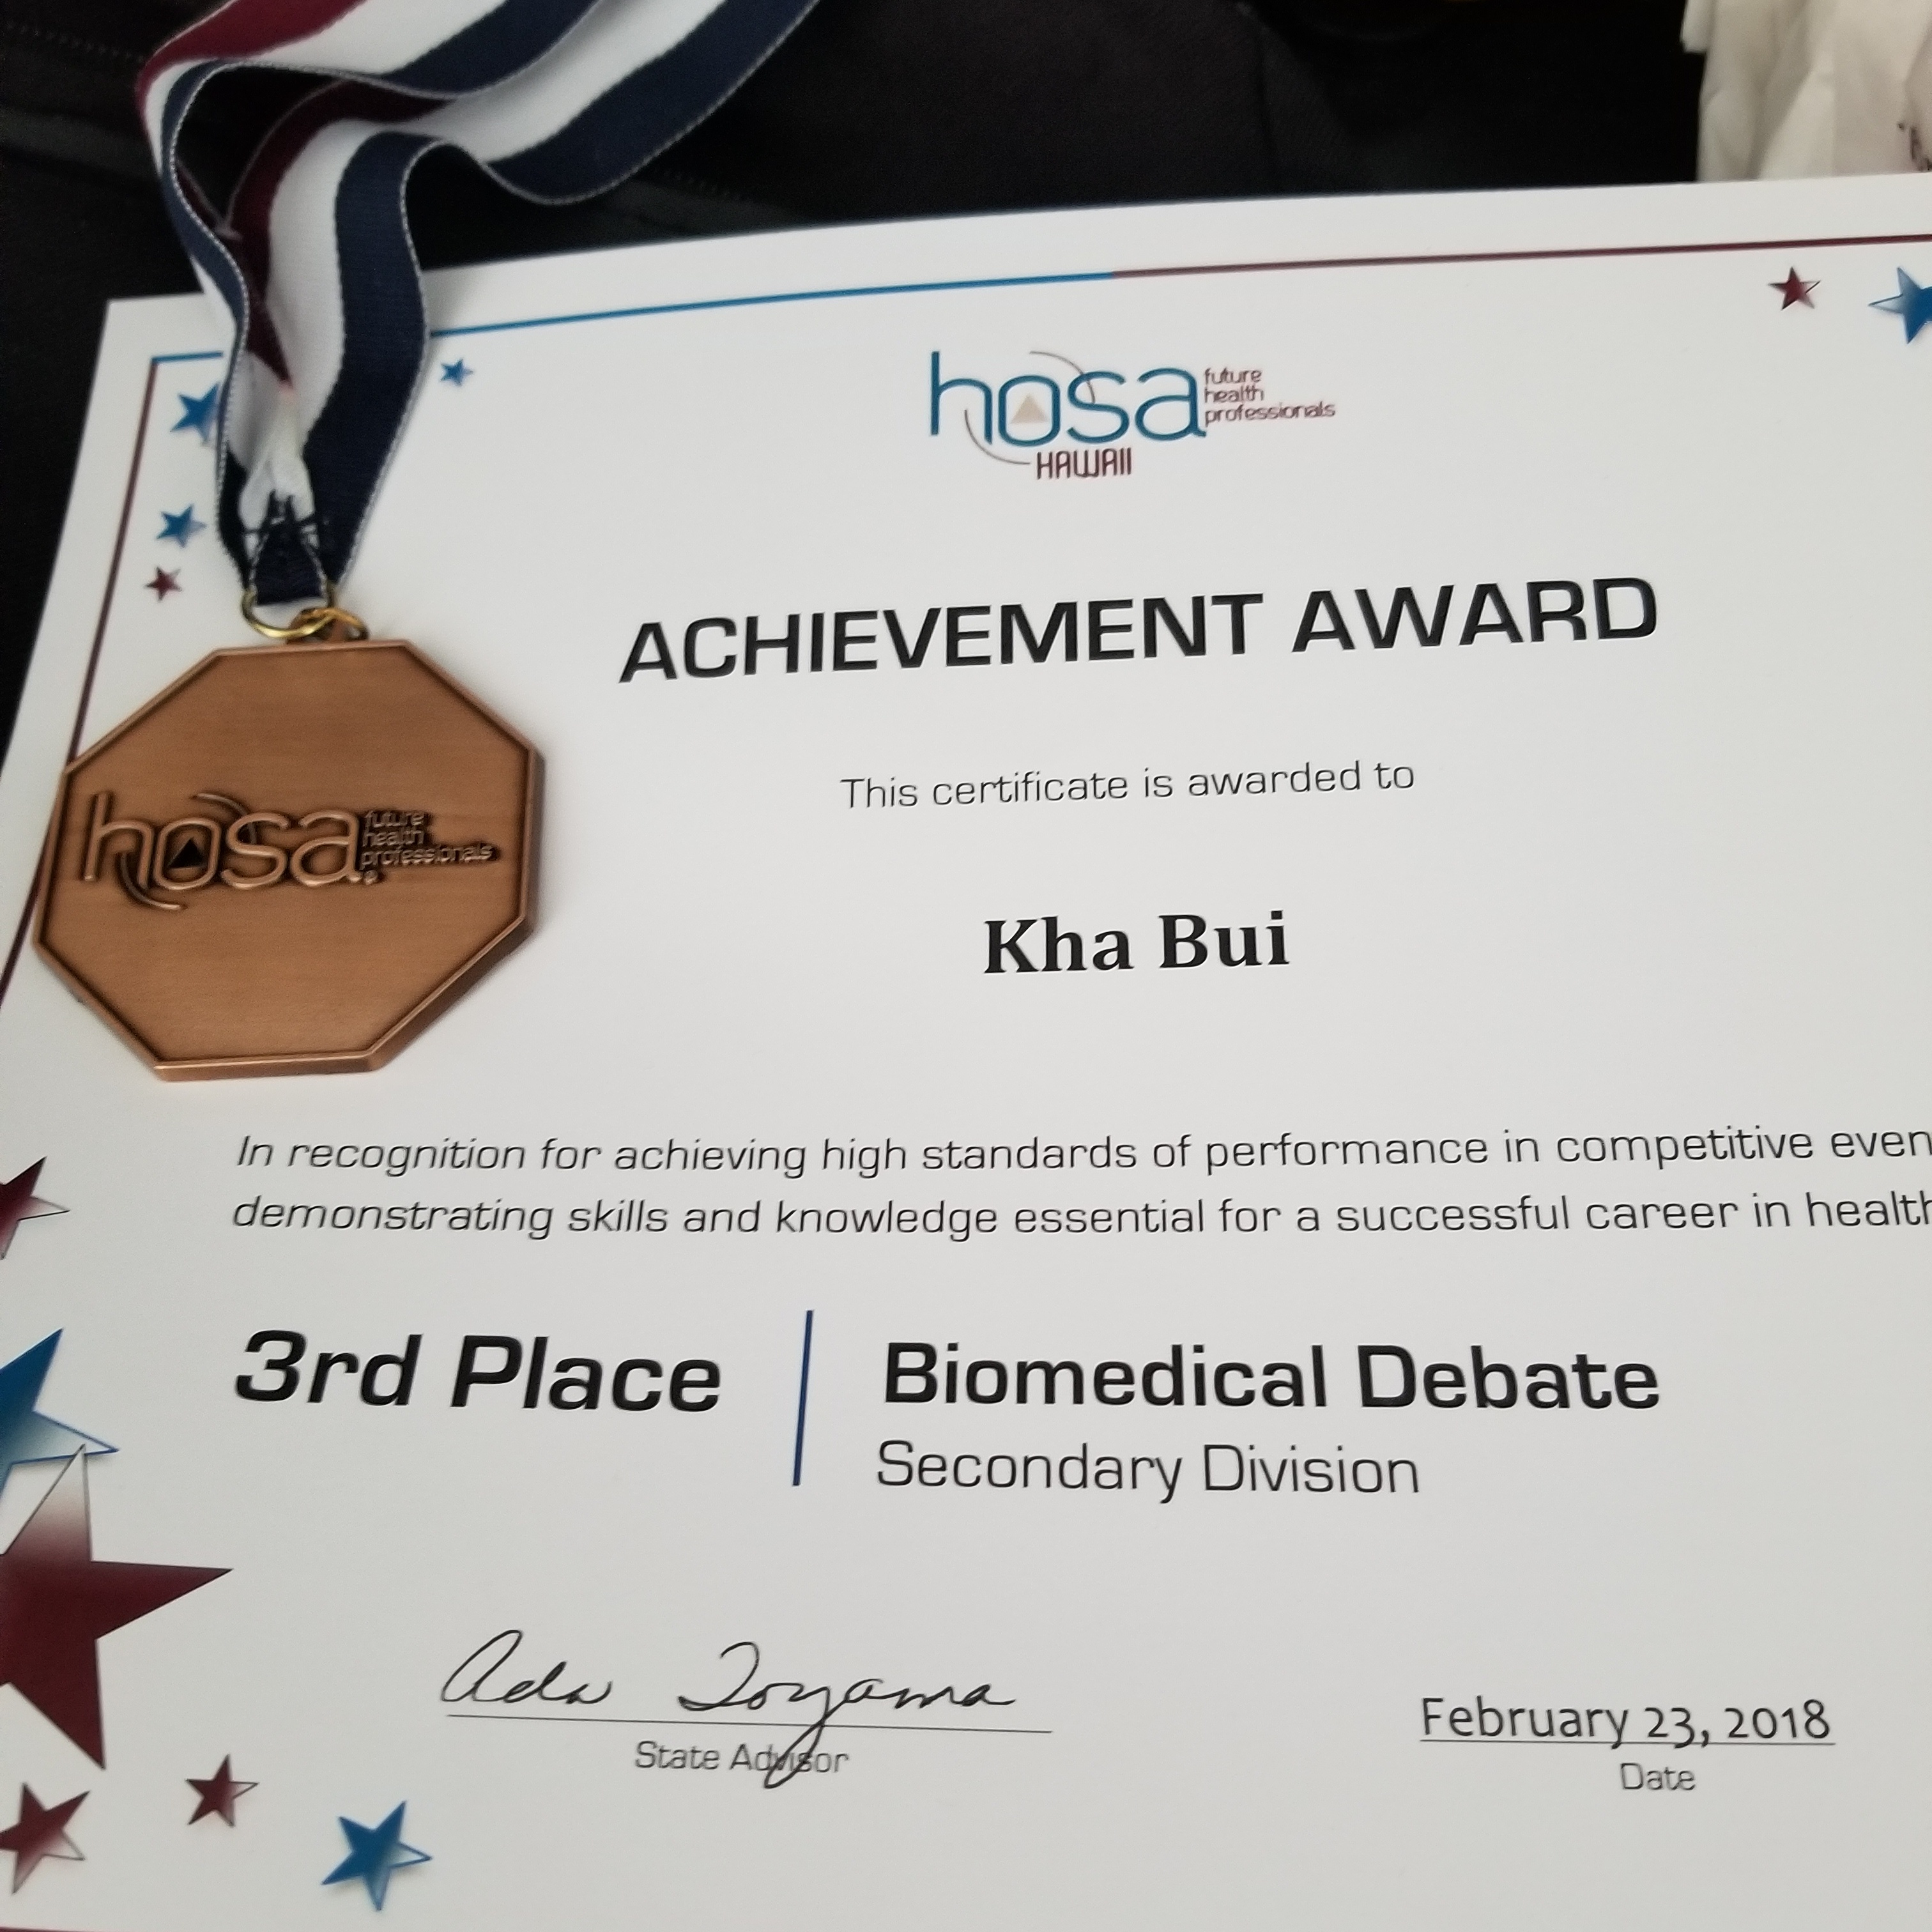 hosa future
health
professionals
HAWAII
ACHIEVEMENT AWARD
This certificate is awarded to
Kha Bui
hosa future
health
professionals
In recognition for achieving high standards of performance in competitive even
demonstrating skills and knowledge essential for a successful career in health
3rd Place | Biomedical Debate
Secondary Division
Ada Toyama
State Advisor
February 23, 2018
Date